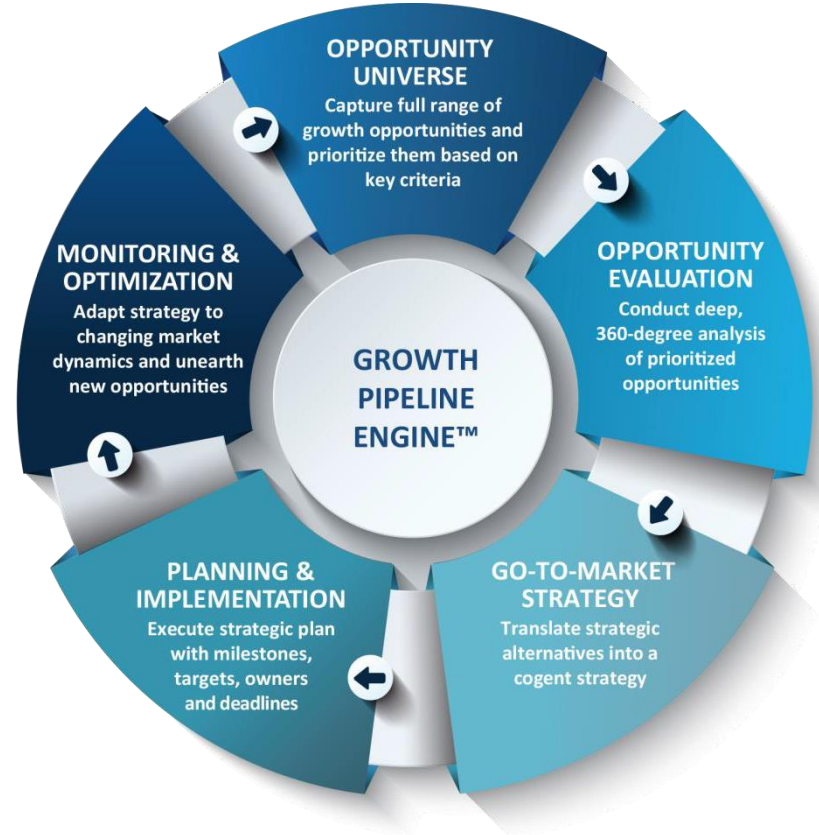 OPPORTUNITY
UNIVERSE
Capture full range of
growth opportunities and
prioritize them based on
key criteria
OPPORTUNITY
EVALUATION
Conduct deep,
360-degree analysis
of prioritized
opportunities
GO-TO-MARKET
STRATEGY
Translate strategic
alternatives into a
cogent strategy
PLANNING &
IMPLEMENTATION
Execute strategic plan
with milestones,
targets, owners
and deadlines
MONITORING &
OPTIMIZATION
Adapt strategy to
changing market
dynamics and unearth
new opportunities
GROWTH
PIPELINE
ENGINE™